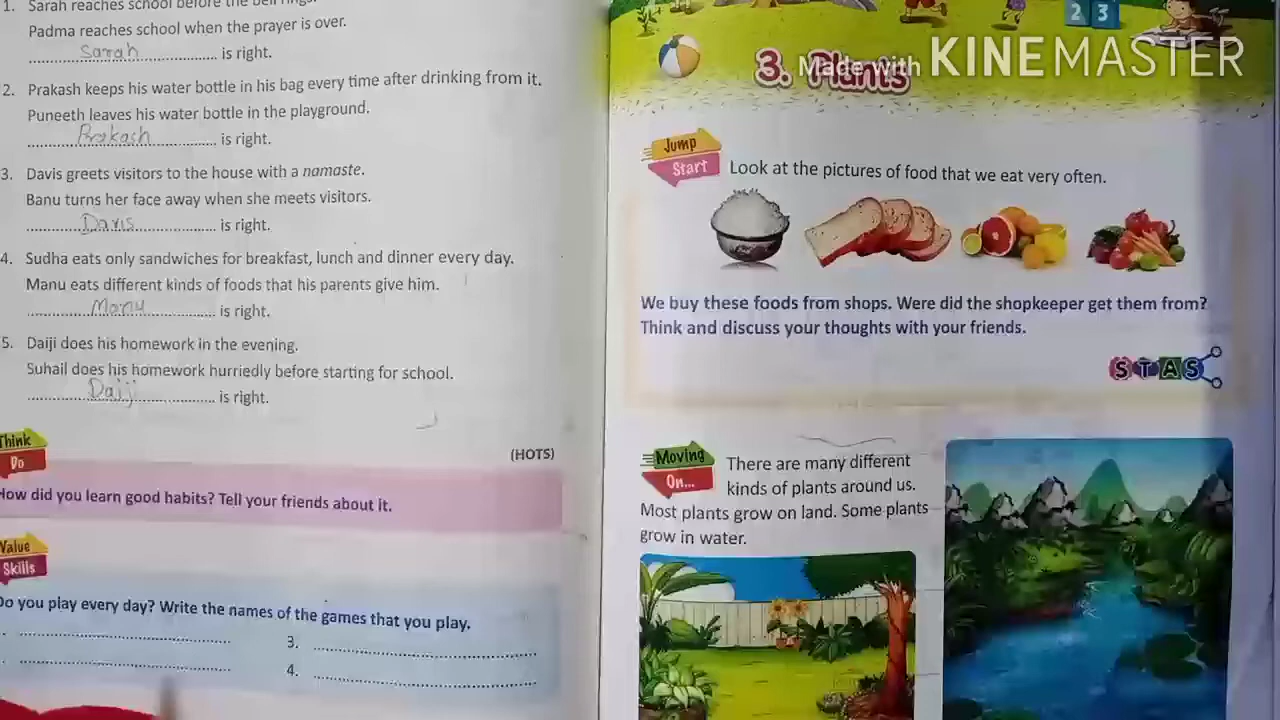 1. Sarah reaches school before the bell rings.
Padma reaches school when the prayer is over.
Sarah is right.
2. Prakash keeps his water bottle in his bag every time after drinking from it.
Puneeth leaves his water bottle in the playground.
Prakash is right.
3. Davis greets visitors to the house with a namaste.
Banu turns her face away when she meets visitors.
Davis is right.
4. Sudha eats only sandwiches for breakfast, lunch and dinner every day.
Manu eats different kinds of foods that his parents give him.
Manu is right.
5. Daiji does his homework in the evening.
Suhail does his homework hurriedly before starting for school.
Daiji is right.
Think
Do
(HOTS)
How did you learn good habits? Tell your friends about it.
Value
Skills
Do you play every day? Write the names of the games that you play.
3.
4.
2 3
Made with KINEMASTER
3. Plants
Jump
Start
Look at the pictures of food that we eat very often.
We buy these foods from shops. Were did the shopkeeper get them from?
Think and discuss your thoughts with your friends.
STAS
Moving
On...
There are many different
kinds of plants around us.
Most plants grow on land. Some plants
grow in water.